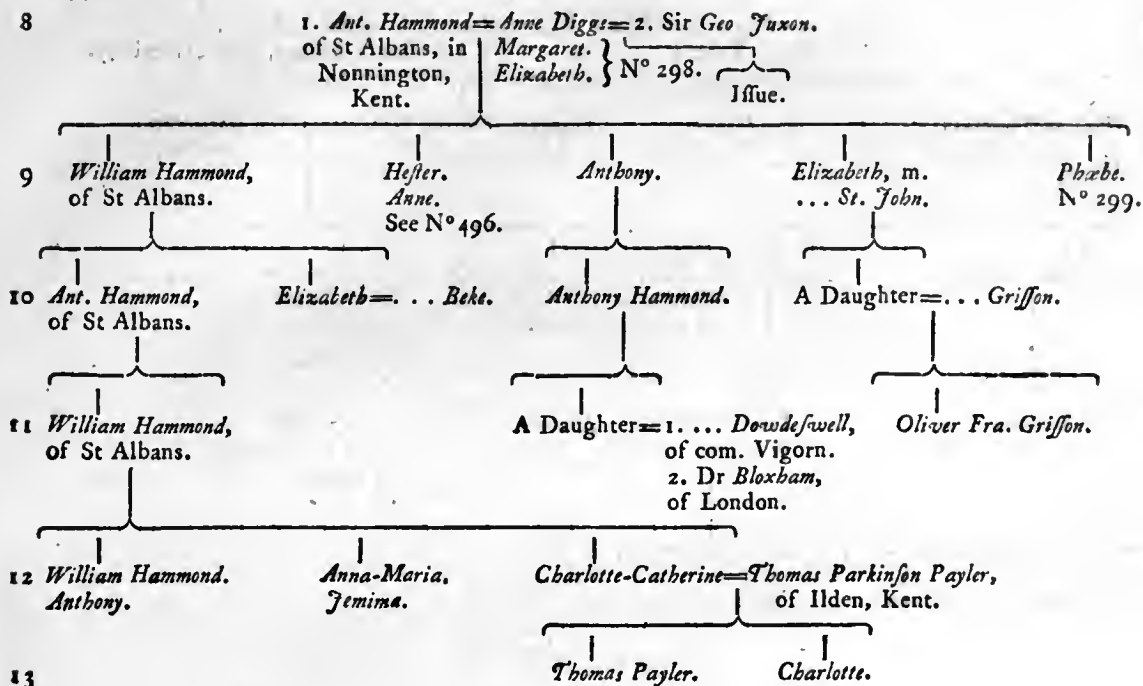 8 1. Ant. Hammond = Anne Diggs = 2. Sir Geo Juxon.
of St Albans, in Margaret.
Nonnington, Elizabeth. } N° 298.
Kent. Iſſue.
9 William Hammond, Heſter. Anthony. Elizabeth, m. Phæbe.
of St Albans. Anne. ... St. John. N° 299.
See N° 496.
10 Ant. Hammond, Elizabeth = ... Beke. Anthony Hammond. A Daughter = ... Griſſon.
of St Albans.
11 William Hammond, A Daughter = 1. ... Dowdeſwell, Oliver Fra. Griſſon.
of St Albans. of com. Vigorn.
2. Dr Bloxham,
of London.
12 William Hammond. Anna-Maria. Charlotte-Catherine = Thomas Parkinſon Payler,
Anthony. Jemima. of Ilden, Kent.
13 Thomas Payler. Charlotte.